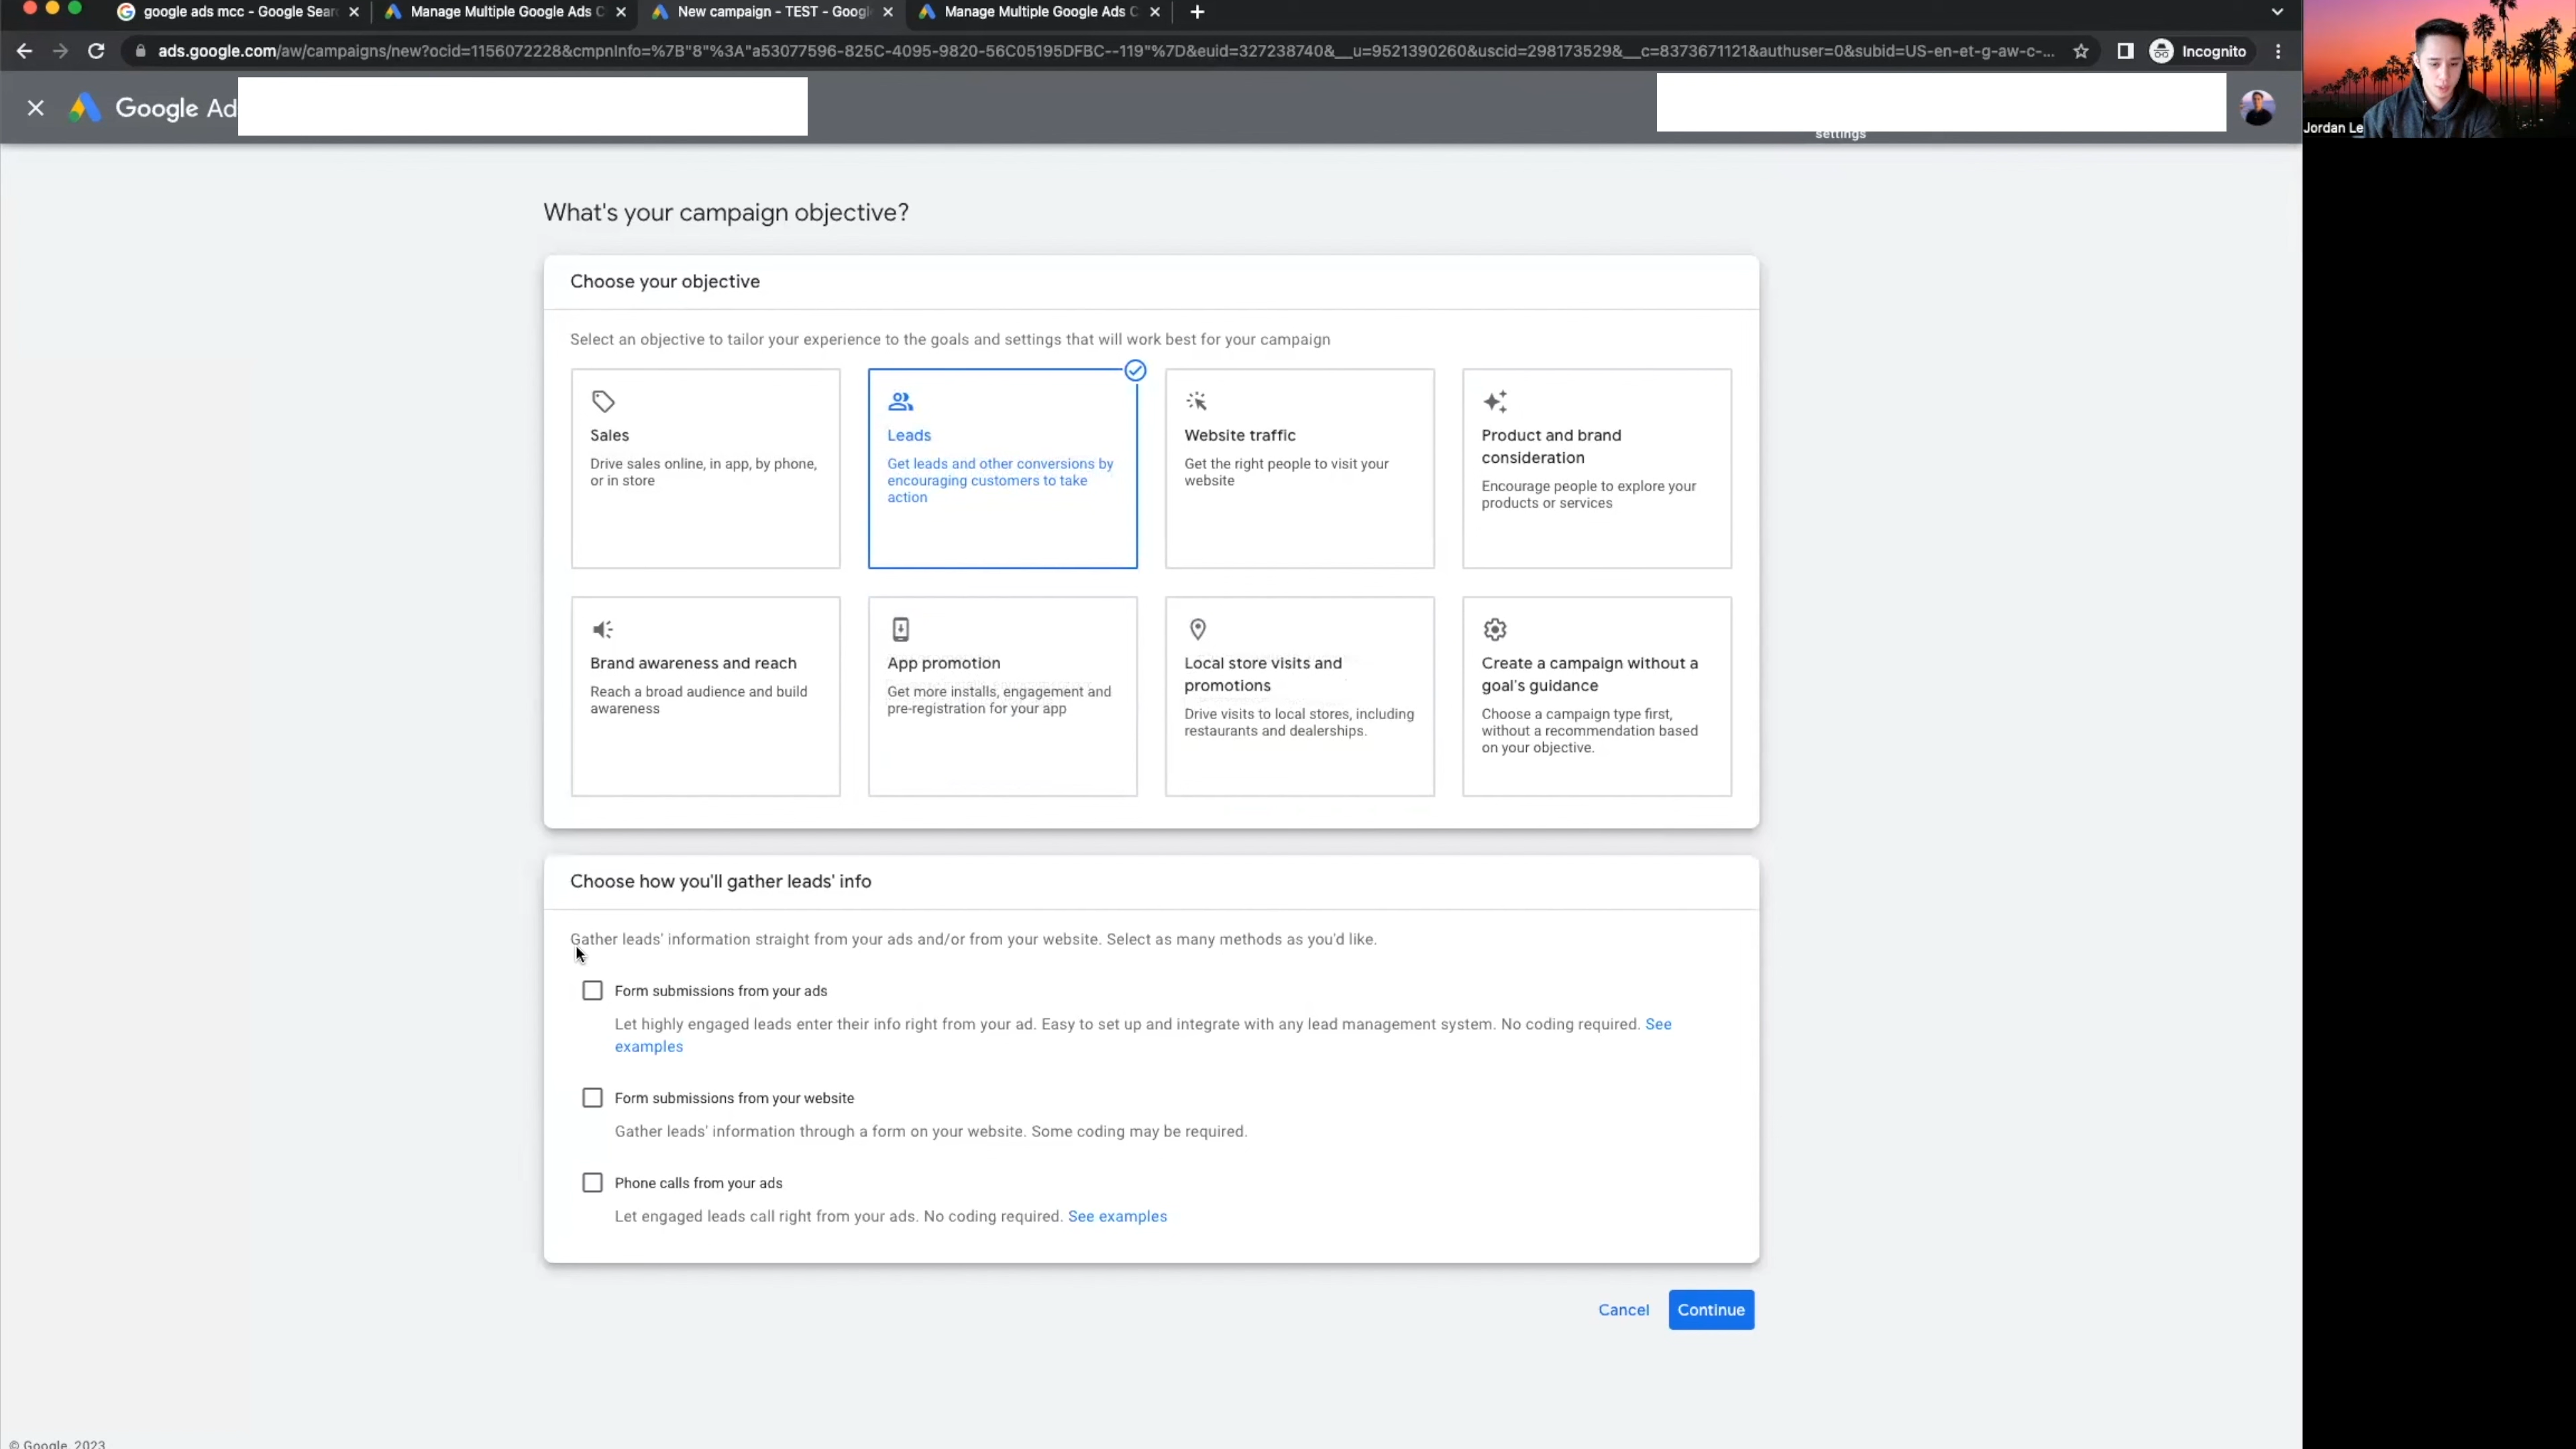 google ads mcc - Google Sear
Manage Multiple Google Ads C
New campaign - TEST - Googl
Manage Multiple Google Ads C
ads.google.com/aw/campaigns/new?ocid=1156072228&cmpnInfo=%7B"8"%3A"a53077596-825C-4095-9820-56C05195DFBC--119"%7D&euid=327238740&__u=9521390260&uscid=298173529&__c=8373671121&authuser=0&subid=US-en-et-g-aw-c-...
Incognito
Google Ad
settings
Jordan Le
What's your campaign objective?
Choose your objective
Select an objective to tailor your experience to the goals and settings that will work best for your campaign
Sales
Drive sales online, in app, by phone,
or in store
Leads
Get leads and other conversions by
encouraging customers to take
action
Website traffic
Get the right people to visit your
website
Product and brand
consideration
Encourage people to explore your
products or services
Brand awareness and reach
Reach a broad audience and build
awareness
App promotion
Get more installs, engagement and
pre-registration for your app
Local store visits and
promotions
Drive visits to local stores, including
restaurants and dealerships.
Create a campaign without a
goal's guidance
Choose a campaign type first,
without a recommendation based
on your objective.
Choose how you'll gather leads' info
Gather leads' information straight from your ads and/or from your website. Select as many methods as you'd like.
Form submissions from your ads
Let highly engaged leads enter their info right from your ad. Easy to set up and integrate with any lead management system. No coding required. See
examples
Form submissions from your website
Gather leads' information through a form on your website. Some coding may be required.
Phone calls from your ads
Let engaged leads call right from your ads. No coding required. See examples
Cancel
Continue
© Google, 2023